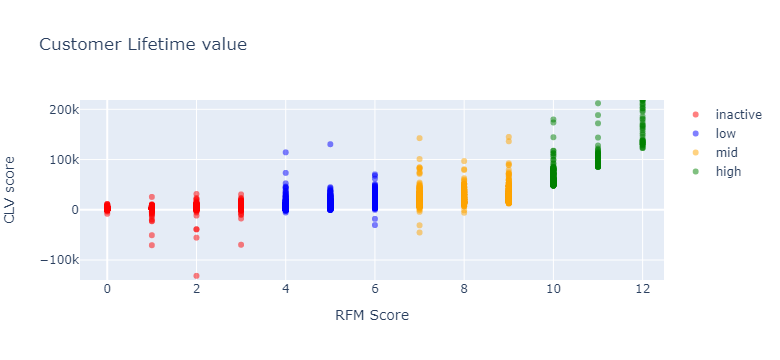 Customer Lifetime value
200k
100k
0
−100k
CLV score
0
2
4
6
8
10
12
RFM Score
inactive
low
mid
high